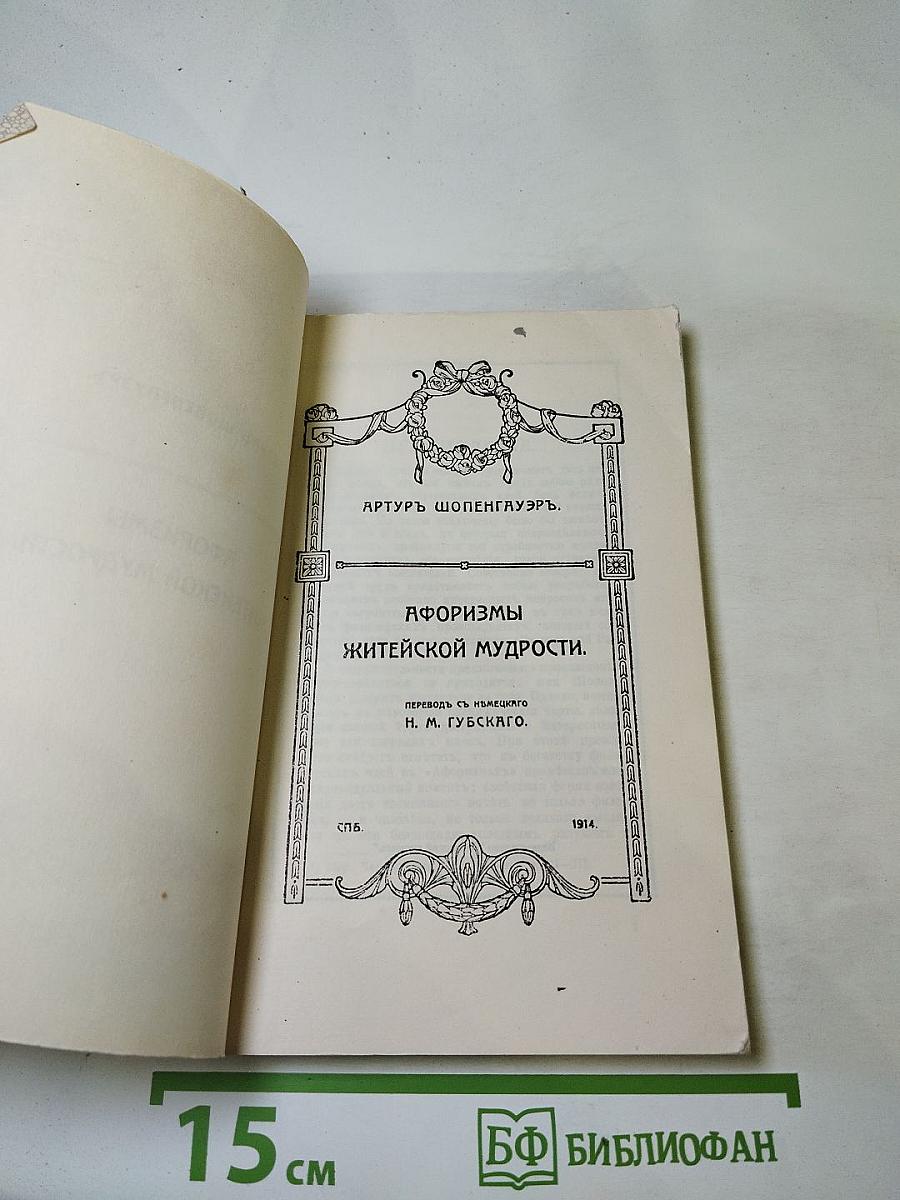 АРТУРЪ ШОПЕНГАУЭРЪ.
АФОРИЗМЫ
ЖИТЕЙСКОЙ МУДРОСТИ.
ПЕРЕВОДЪ СЪ НѢМЕЦКАГО
Н. М. ГУБСКАГО.
СПБ. 1914.
15 см
БФ БИБЛИОФАН